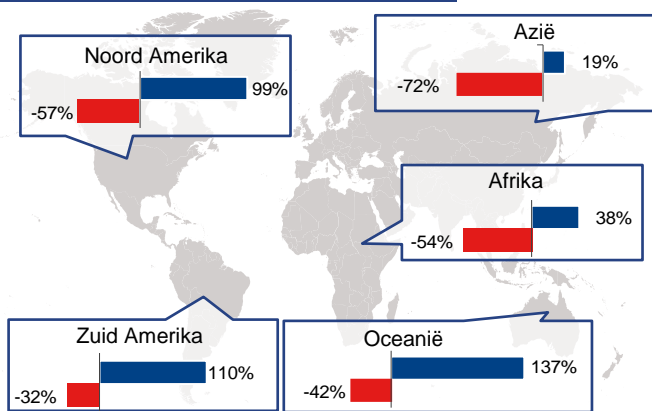 Noord Amerika
99%
-57%
Azië
19%
-72%
Afrika
38%
-54%
Zuid Amerika
110%
-32%
Oceanië
137%
-42%